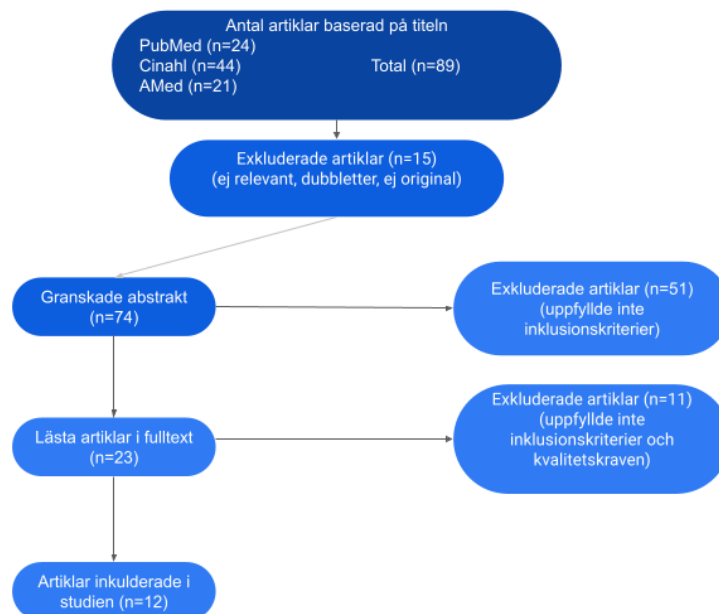 Antal artiklar baserad på titeln
PubMed (n=24)
Cinahl (n=44) Total (n=89)
AMed (n=21)
Exkluderade artiklar (n=15)
(ej relevant, dubbletter, ej original)
Granskade abstrakt
(n=74)
Exkluderade artiklar (n=51)
(uppfyllde inte
inklusionskriterier)
Lästa artiklar i fulltext
(n=23)
Exkluderade artiklar (n=11)
(uppfyllde inte
inklusionskriterier och
kvalitetskraven)
Artiklar inkulderade i
studien (n=12)